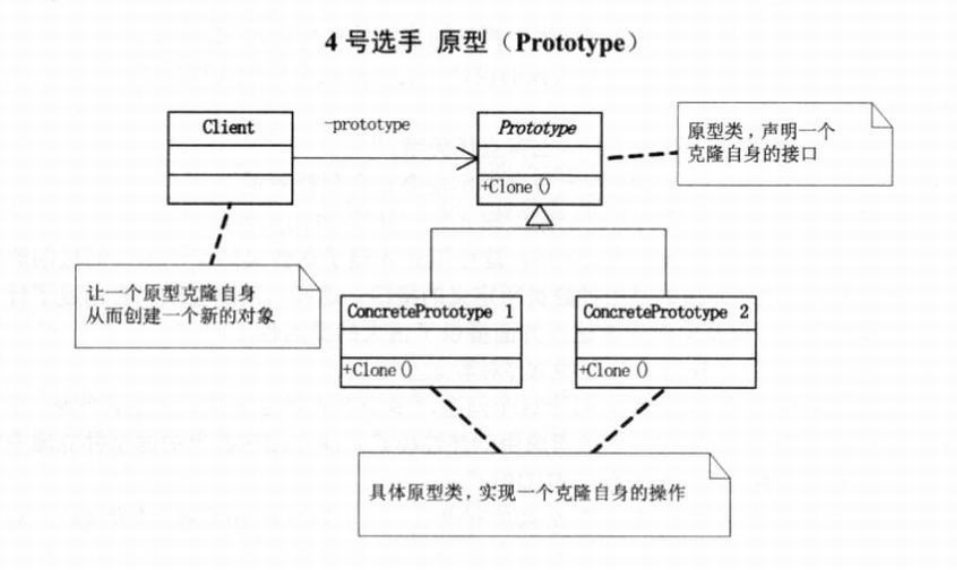 4 号选手 原型（Prototype）
Client
-prototype
Prototype
+Clone()
原型类，声明一个
克隆自身的接口
让一个原型克隆自身
从而创建一个新的对象
ConcretePrototype 1
+Clone()
ConcretePrototype 2
+Clone()
具体原型类，实现一个克隆自身的操作